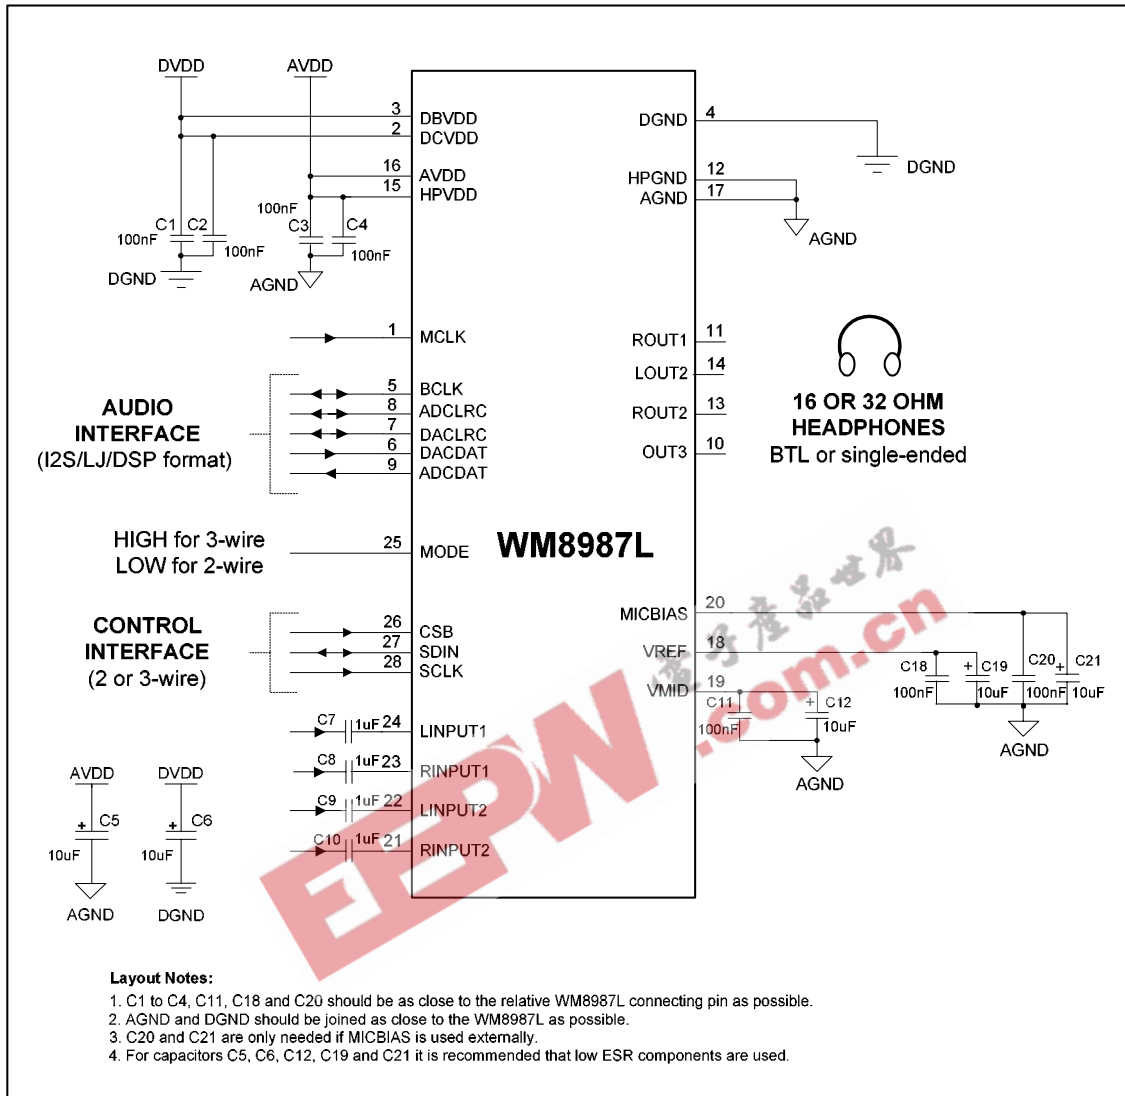 DVDD AVDD
3 DBVDD
2 DCVDD
16 AVDD
15 HPVDD
100nF
C1 C2 C3 C4
100nF 100nF 100nF
DGND AGND
DGND 4
DGND
HPGND 12
AGND 17
AGND
1 MCLK
AUDIO
INTERFACE
(I2S/LJ/DSP format)
5 BCLK
8 ADCLRC
7 DACLRC
6 DACDAT
9 ADCDAT
ROUT1 11
LOUT2 14
ROUT2 13
OUT3 10
16 OR 32 OHM
HEADPHONES
BTL or single-ended
HIGH for 3-wire
LOW for 2-wire
25 MODE
WM8987L
CONTROL
INTERFACE
(2 or 3-wire)
26 CSB
27 SDIN
28 SCLK
MICBIAS 20
VREF 18
VMID 19
C18 + C19 C20 + C21
100nF 10uF 100nF 10uF
AGND
C11 + C12
100nF 10uF
AGND
C7 1uF 24 LINPUT1
C8 1uF 23 RINPUT1
C9 1uF 22 LINPUT2
C10 1uF 21 RINPUT2
AVDD DVDD
+ C5 + C6
10uF 10uF
AGND DGND
電子產品世界
EEPW.com.cn
Layout Notes:
1. C1 to C4, C11, C18 and C20 should be as close to the relative WM8987L connecting pin as possible.
2. AGND and DGND should be joined as close to the WM8987L as possible.
3. C20 and C21 are only needed if MICBIAS is used externally.
4. For capacitors C5, C6, C12, C19 and C21 it is recommended that low ESR components are used.